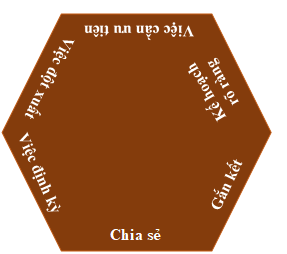 Việc cần ưu tiên
Kế hoạch
rõ ràng
Gắn kết
Chia sẻ
Việc định kỳ
Việc đột xuất